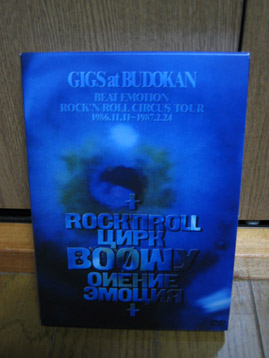 GIGS at BUDOKAN
BEAT EMOTION
ROCK'N ROLL CIRCUS TOUR
1986.11.11~1987.2.24
ROCK'N'ROLL
ЦИРК
BOØWY
ОИЕНИЕ
ЭМОЦИЯ